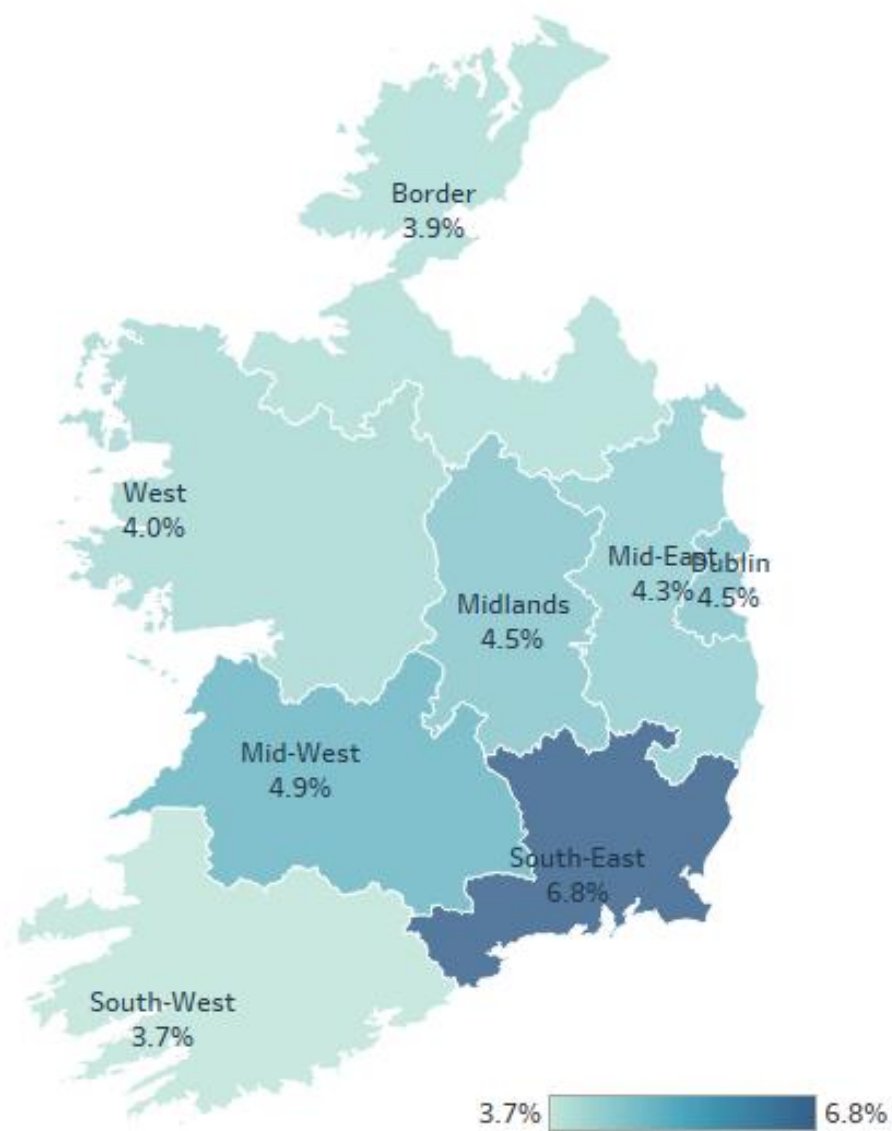 Border
3.9%
West
4.0%
Mid-East
4.3%
Dublin
4.5%
Midlands
4.5%
Mid-West
4.9%
South-East
6.8%
South-West
3.7%
3.7% 6.8%